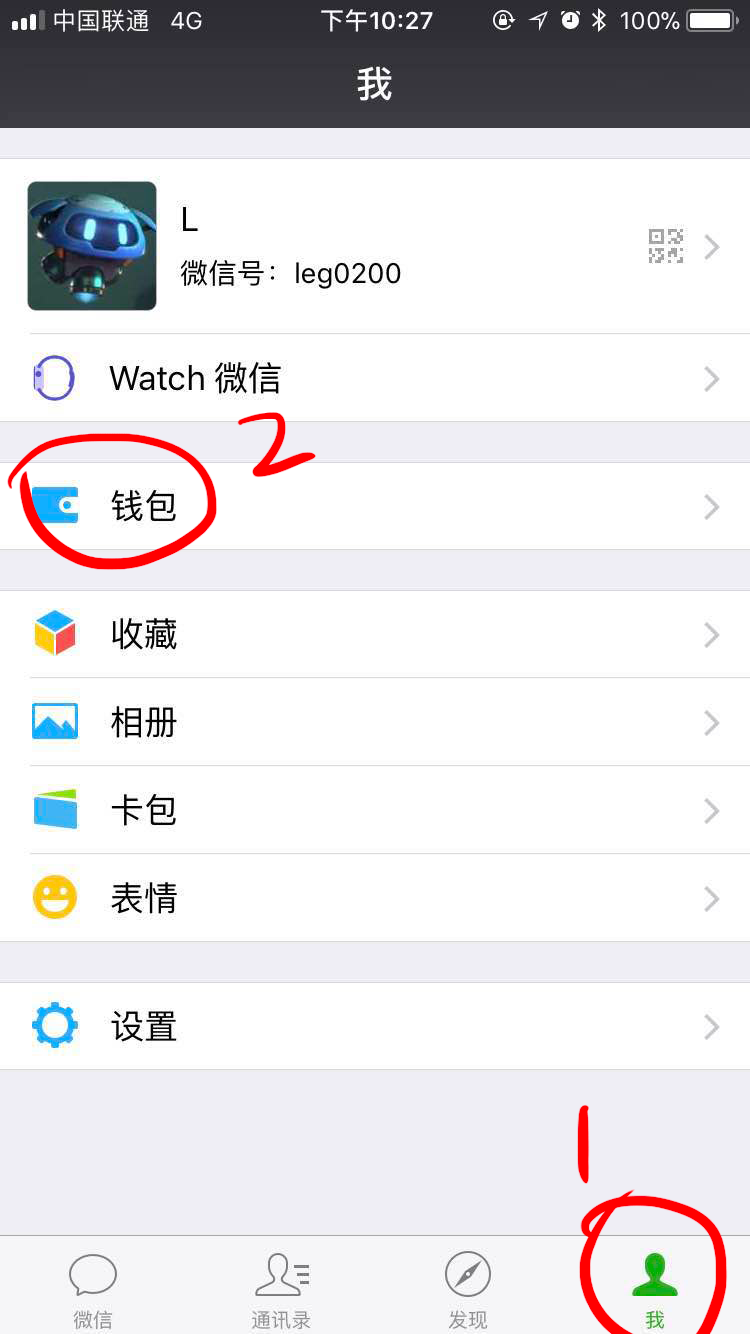 中国联通 4G 下午10:27 100%
我
L
微信号：leg0200
Watch 微信
2
钱包
收藏
相册
卡包
表情
设置
1
微信 通讯录 发现 我